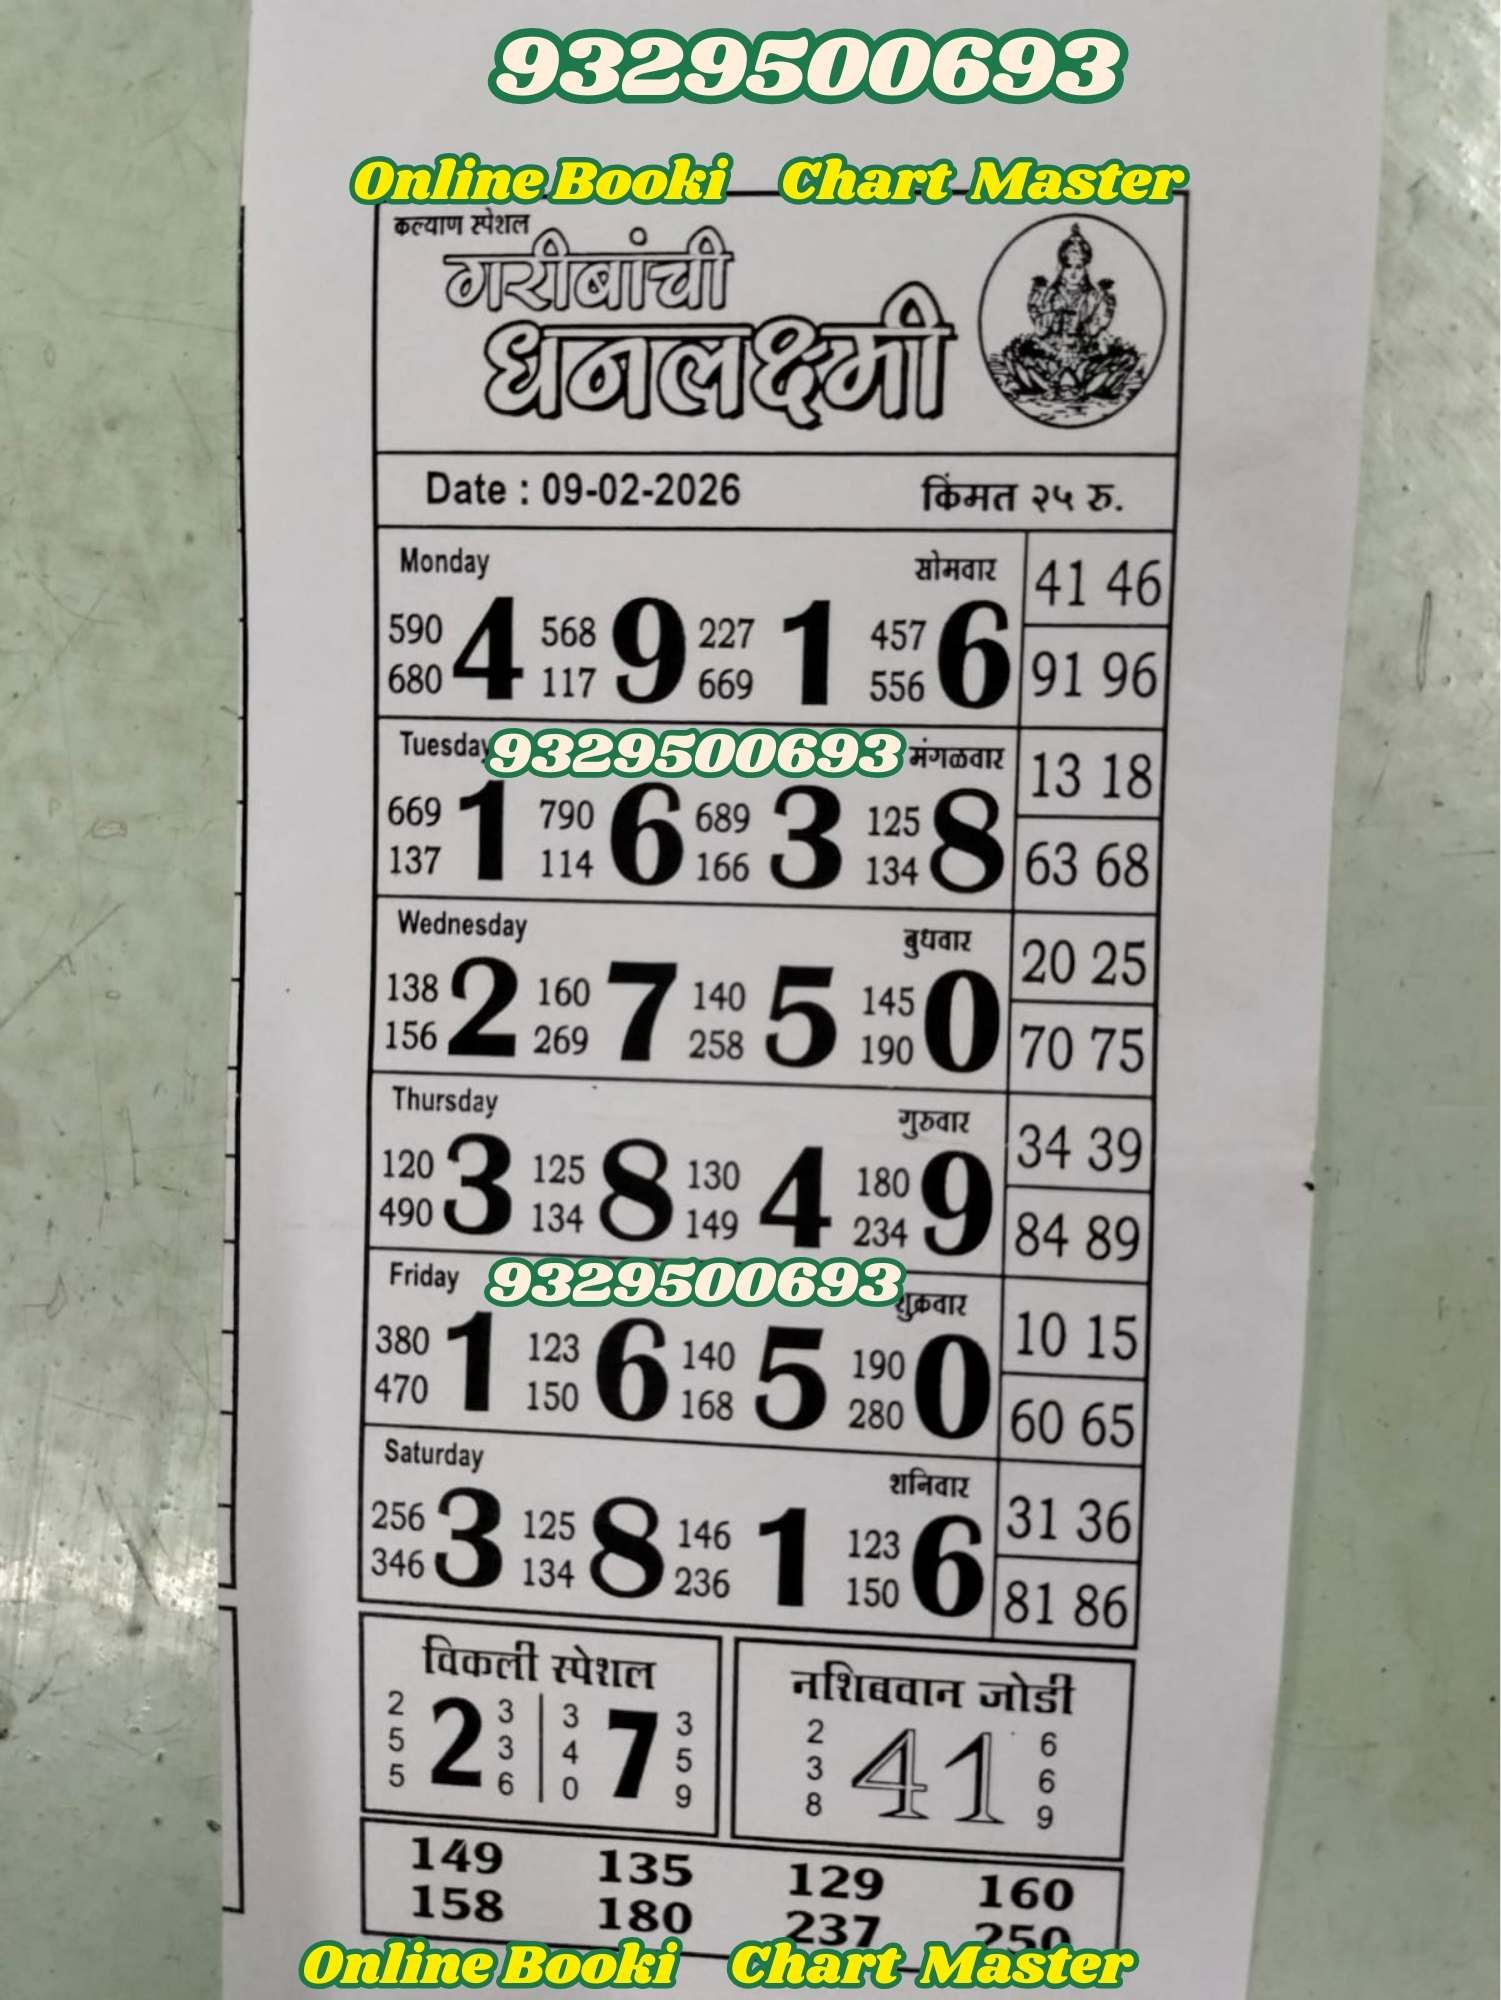 9329500693
Online Booki Chart Master
कल्याण स्पेशल
गरीबांची
धनलक्ष्मी
Date : 09-02-2026 किंमत २५ रु.
Monday सोमवार 41 46
590 4 568 9 227 1 457 6
680 117 669 556 91 96
Tuesday 9329500693 मंगळवार 13 18
669 1 790 6 689 3 125 8
137 114 166 134 63 68
Wednesday बुधवार 20 25
138 2 160 7 140 5 145 0
156 269 258 190 70 75
Thursday गुरुवार 34 39
120 3 125 8 130 4 180 9
490 134 149 234 84 89
Friday 9329500693 शुक्रवार 10 15
380 1 123 6 140 5 190 0
470 150 168 280 60 65
Saturday शनिवार 31 36
256 3 125 8 146 1 123 6
346 134 236 150 81 86
विकली स्पेशल
2 3 3 3
5 2 3 4 7 5
5 6 0 9
नशिबवान जोडी
2 6
3 41 6
8 9
149 135 129 160
158 180 237 250
Online Booki Chart Master